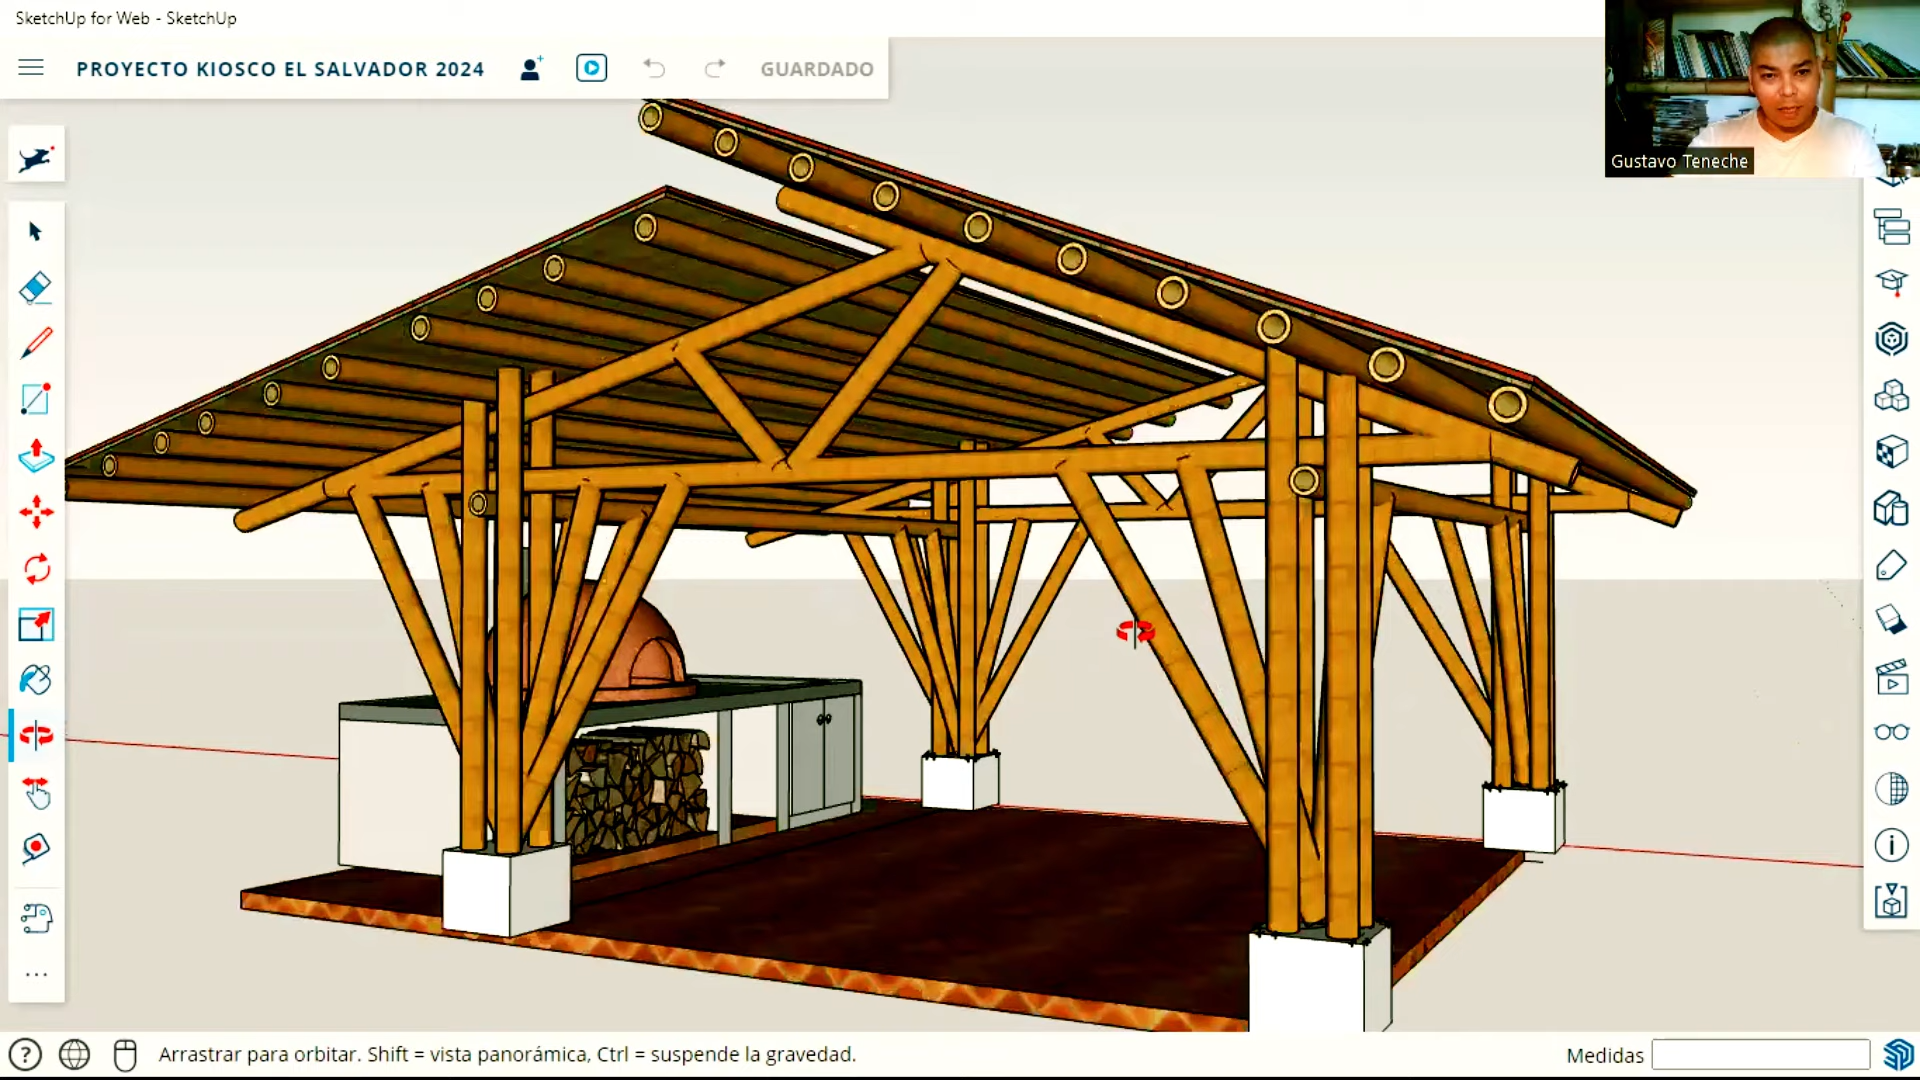 SketchUp for Web - SketchUp
PROYECTO KIOSCO EL SALVADOR 2024
GUARDADO
Gustavo Teneche
Arrastrar para orbitar. Shift = vista panorámica, Ctrl = suspende la gravedad.
Medidas